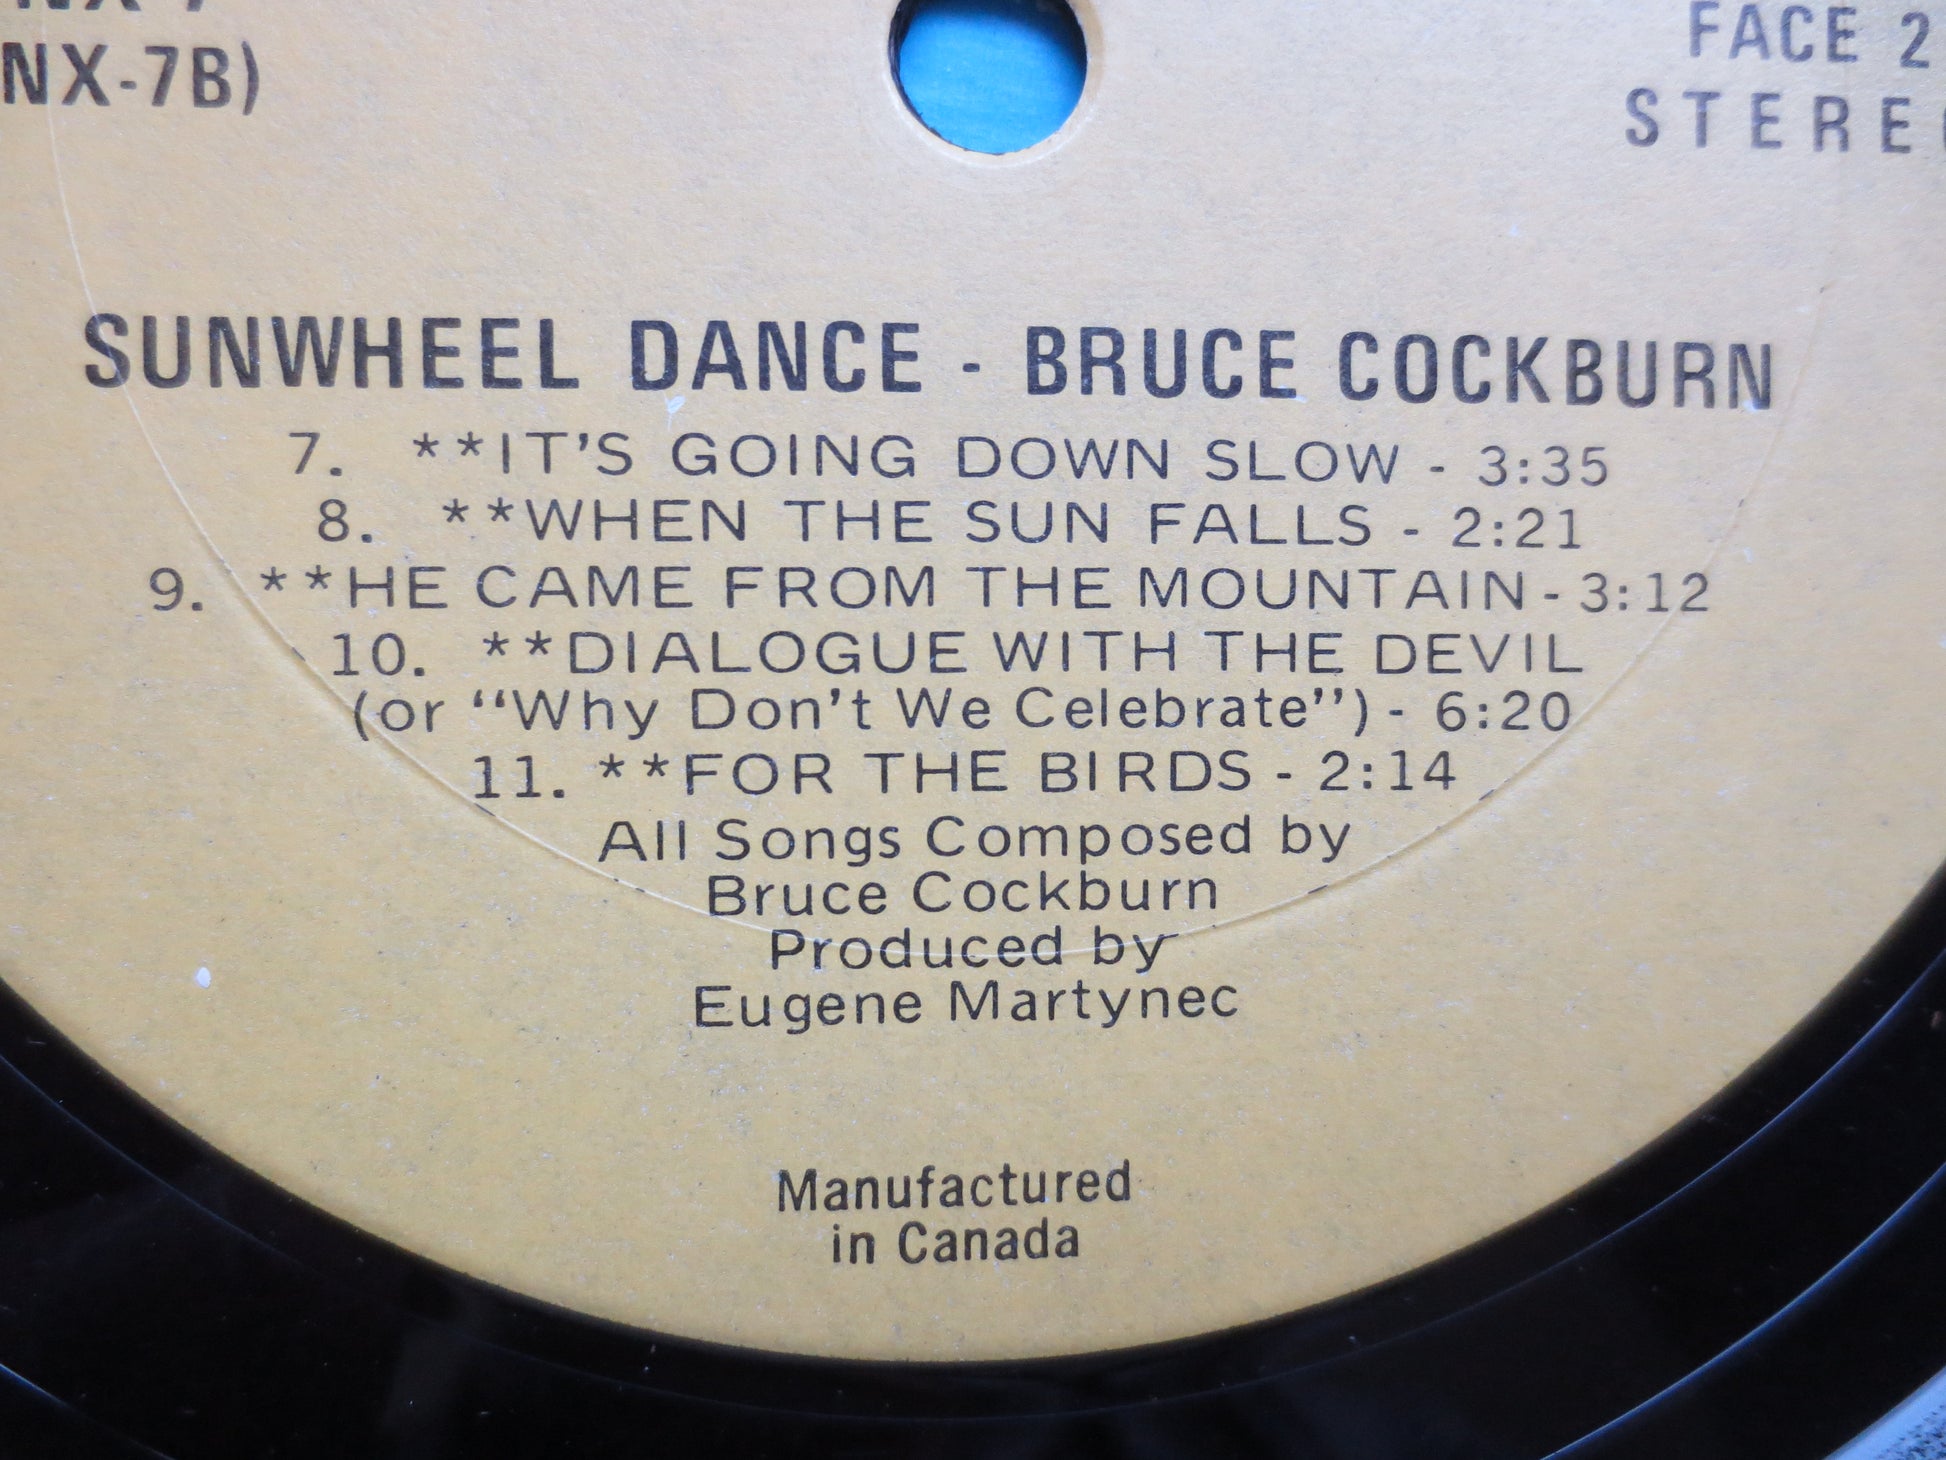 NX-7
NX-7B)
FACE 2
STEREO
SUNWHEEL DANCE - BRUCE COCKBURN
7. **IT'S GOING DOWN SLOW - 3:35
8. **WHEN THE SUN FALLS - 2:21
9. **HE CAME FROM THE MOUNTAIN - 3:12
10. **DIALOGUE WITH THE DEVIL
(or "Why Don't We Celebrate") - 6:20
11. **FOR THE BIRDS - 2:14
All Songs Composed by
Bruce Cockburn
Produced by
Eugene Martynec
Manufactured
in Canada